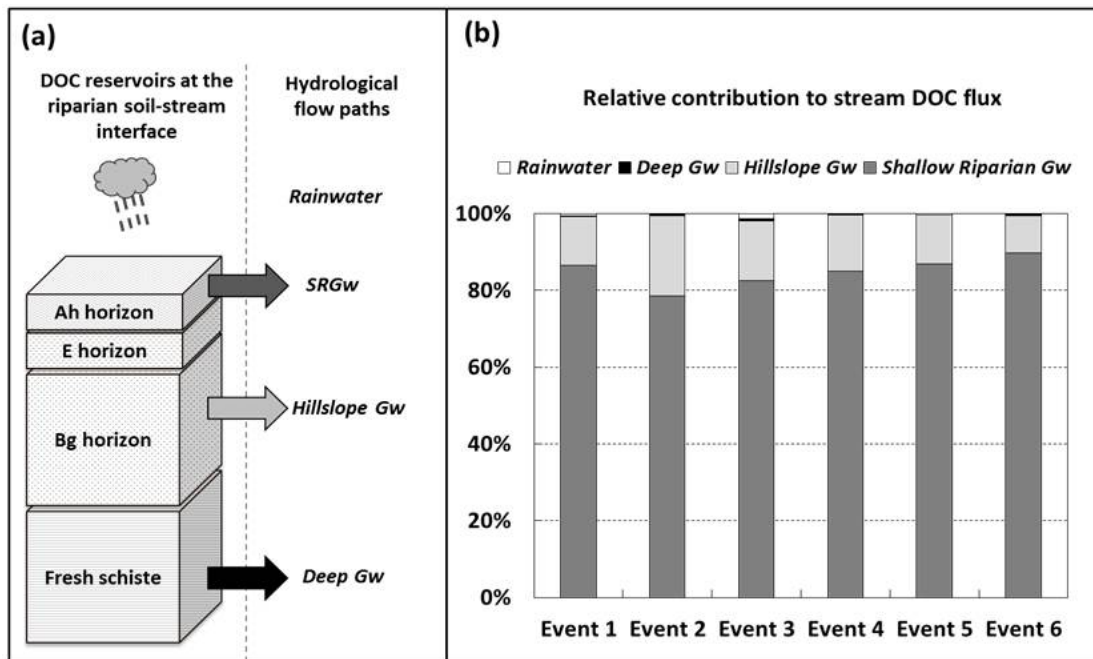 (a)
DOC reservoirs at the
riparian soil-stream
interface
Hydrological
flow paths
Rainwater
SRGw
Ah horizon
E horizon
Hillslope Gw
Bg horizon
Fresh schiste
Deep Gw
(b)
Relative contribution to stream DOC flux
Rainwater Deep Gw Hillslope Gw Shallow Riparian Gw
100%
80%
60%
40%
20%
0%
Event 1 Event 2 Event 3 Event 4 Event 5 Event 6